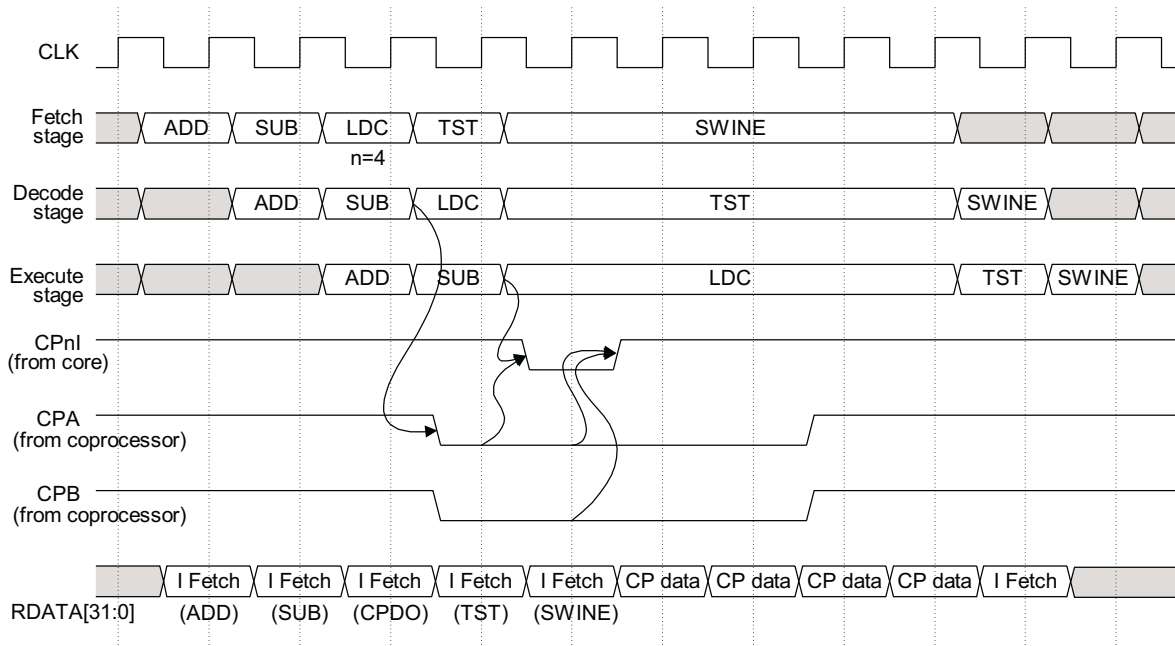 CLK
Fetch stage ADD SUB LDC TST SWINE
n=4
Decode stage ADD SUB LDC TST SWINE
Execute stage ADD SUB LDC TST SWINE
CPnI
(from core)
CPA
(from coprocessor)
CPB
(from coprocessor)
I Fetch I Fetch I Fetch I Fetch I Fetch CP data CP data CP data CP data I Fetch
RDATA[31:0] (ADD) (SUB) (CPDO) (TST) (SWINE)